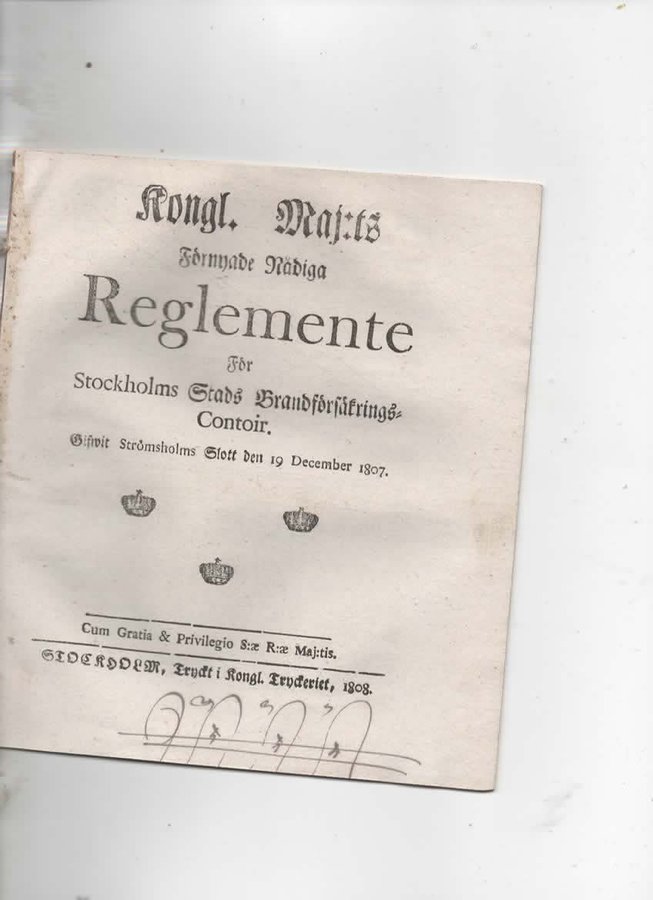 Kongl. Maj:ts
Förnyade Nådiga
Reglemente
För
Stockholms Stads Brandförsäkrings-
Contoir.
Gifwit Strömsholms Slott den 19 December 1807.
Cum Gratia & Privilegio S:æ R:æ Maj:tis.
STOCKHOLM, Tryckt i Kongl. Tryckeriet, 1808.